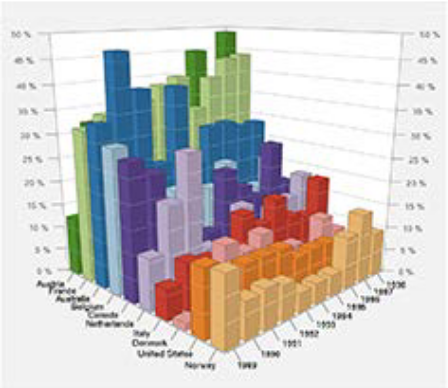 50 % 50 %
45 % 45 %
40 % 40 %
35 % 35 %
30 % 30 %
25 % 25 %
20 % 20 %
15 % 15 %
10 % 10 %
5 % 5 %
0 % 0 %
Austria
France
Australia
Belgium
Canada
Netherlands
Italy
Denmark
United States
Norway
1989
1990
1991
1992
1993
1994
1995
1996
1997
1998